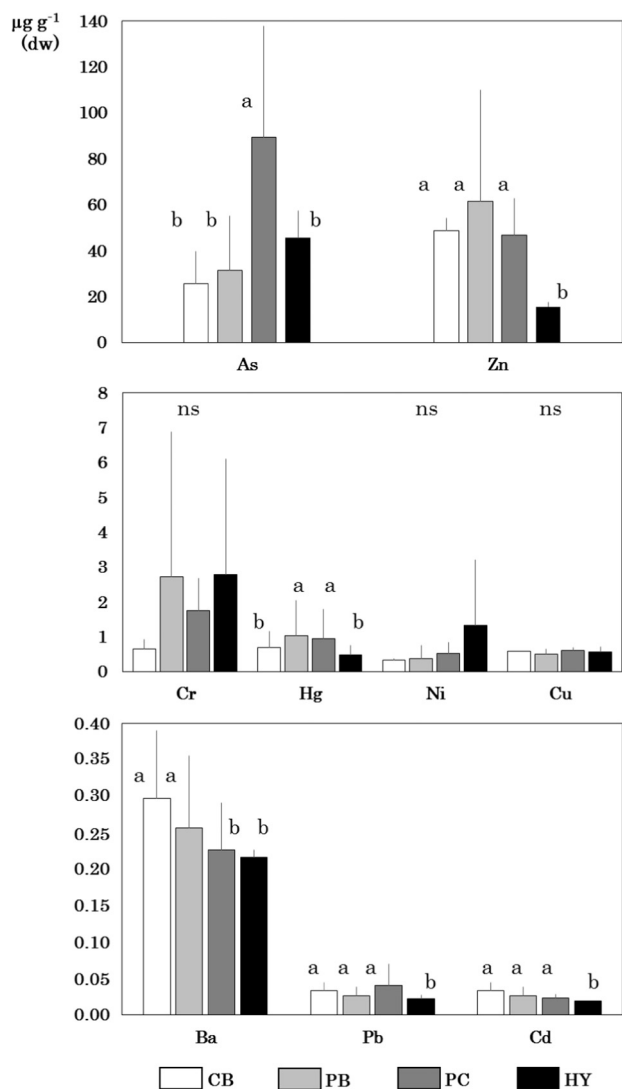 µg g-1
(dw)
140
120
100
80
60
40
20
0
b b a b
a a a b
As Zn
8
7
6
5
4
3
2
1
0
ns ns ns
b a a b
Cr Hg Ni Cu
0.40
0.35
0.30
0.25
0.20
0.15
0.10
0.05
0.00
a a b b
a a a b
a a a b
Ba Pb Cd
CB PB PC HY